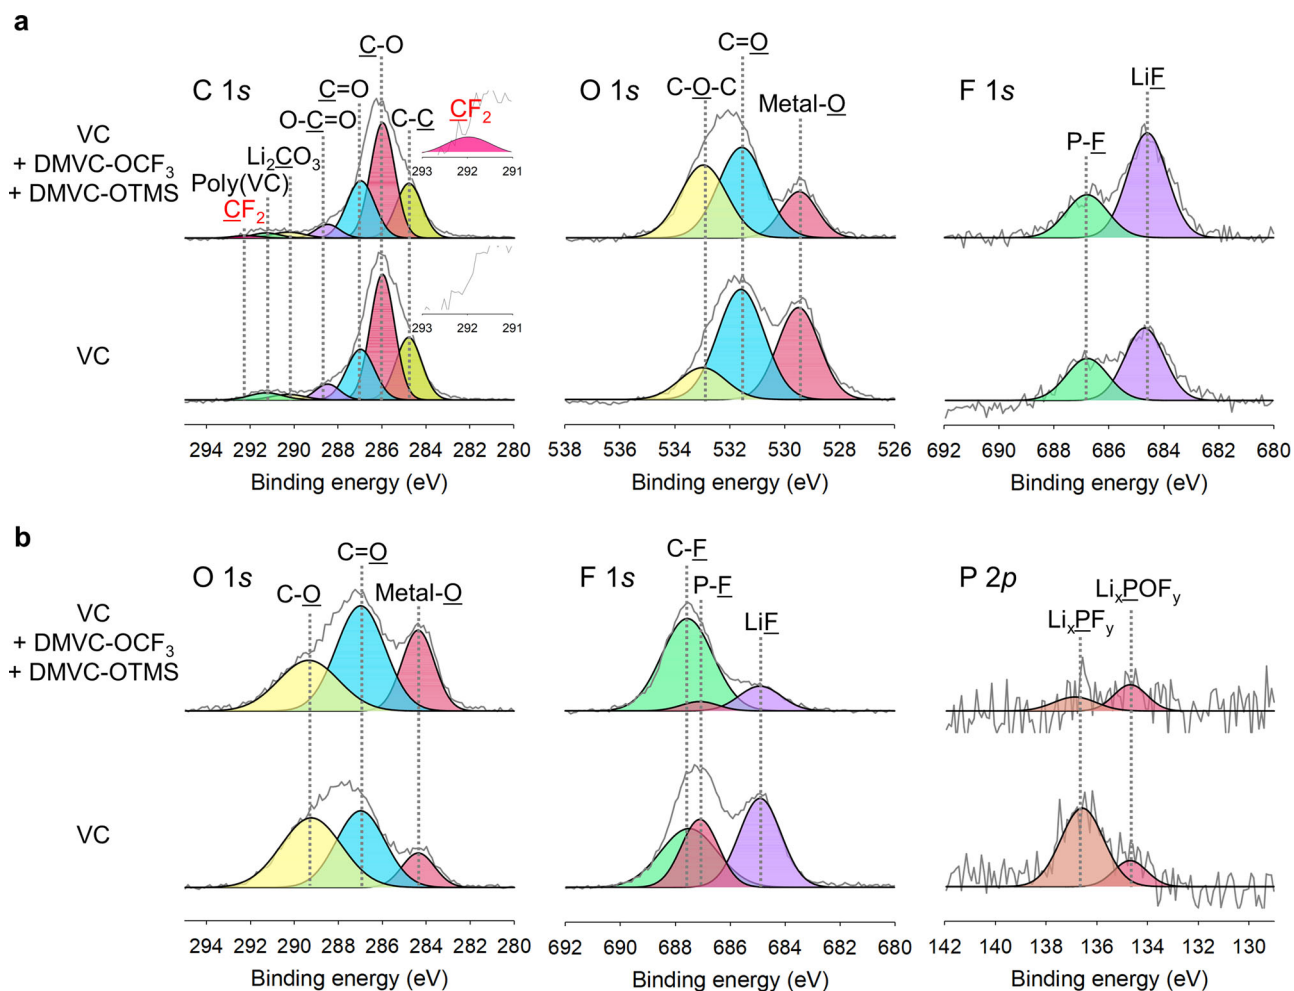 a
C 1s
C-O
C=O
O-C=O
C-C
Li₂CO₃
Poly(VC)
CF₂
CF₂
293 292 291
VC
+ DMVC-OCF₃
+ DMVC-OTMS
293 292 291
VC
294 292 290 288 286 284 282 280
Binding energy (eV)
O 1s
C=O
C-O-C
Metal-O
538 536 534 532 530 528 526
Binding energy (eV)
F 1s
LiF
P-F
692 690 688 686 684 682 680
Binding energy (eV)
b
O 1s
C=O
C-O
Metal-O
VC
+ DMVC-OCF₃
+ DMVC-OTMS
VC
294 292 290 288 286 284 282 280
Binding energy (eV)
F 1s
C-F
P-F
LiF
692 690 688 686 684 682 680
Binding energy (eV)
P 2p
LiₓPOFᵧ
LiₓPFᵧ
142 140 138 136 134 132 130
Binding energy (eV)